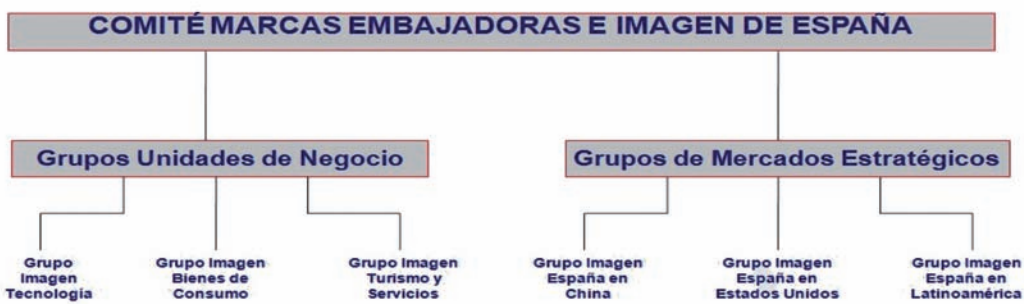 COMITÉ MARCAS EMBAJADORAS E IMAGEN DE ESPAÑA
Grupos Unidades de Negocio
Grupos de Mercados Estratégicos
Grupo
Imagen
Tecnología
Grupo Imagen
Bienes de
Consumo
Grupo Imagen
Turismo y
Servicios
Grupo Imagen
España en
China
Grupo Imagen
España en
Estados Unidos
Grupo Imagen
España en
Latinoamérica